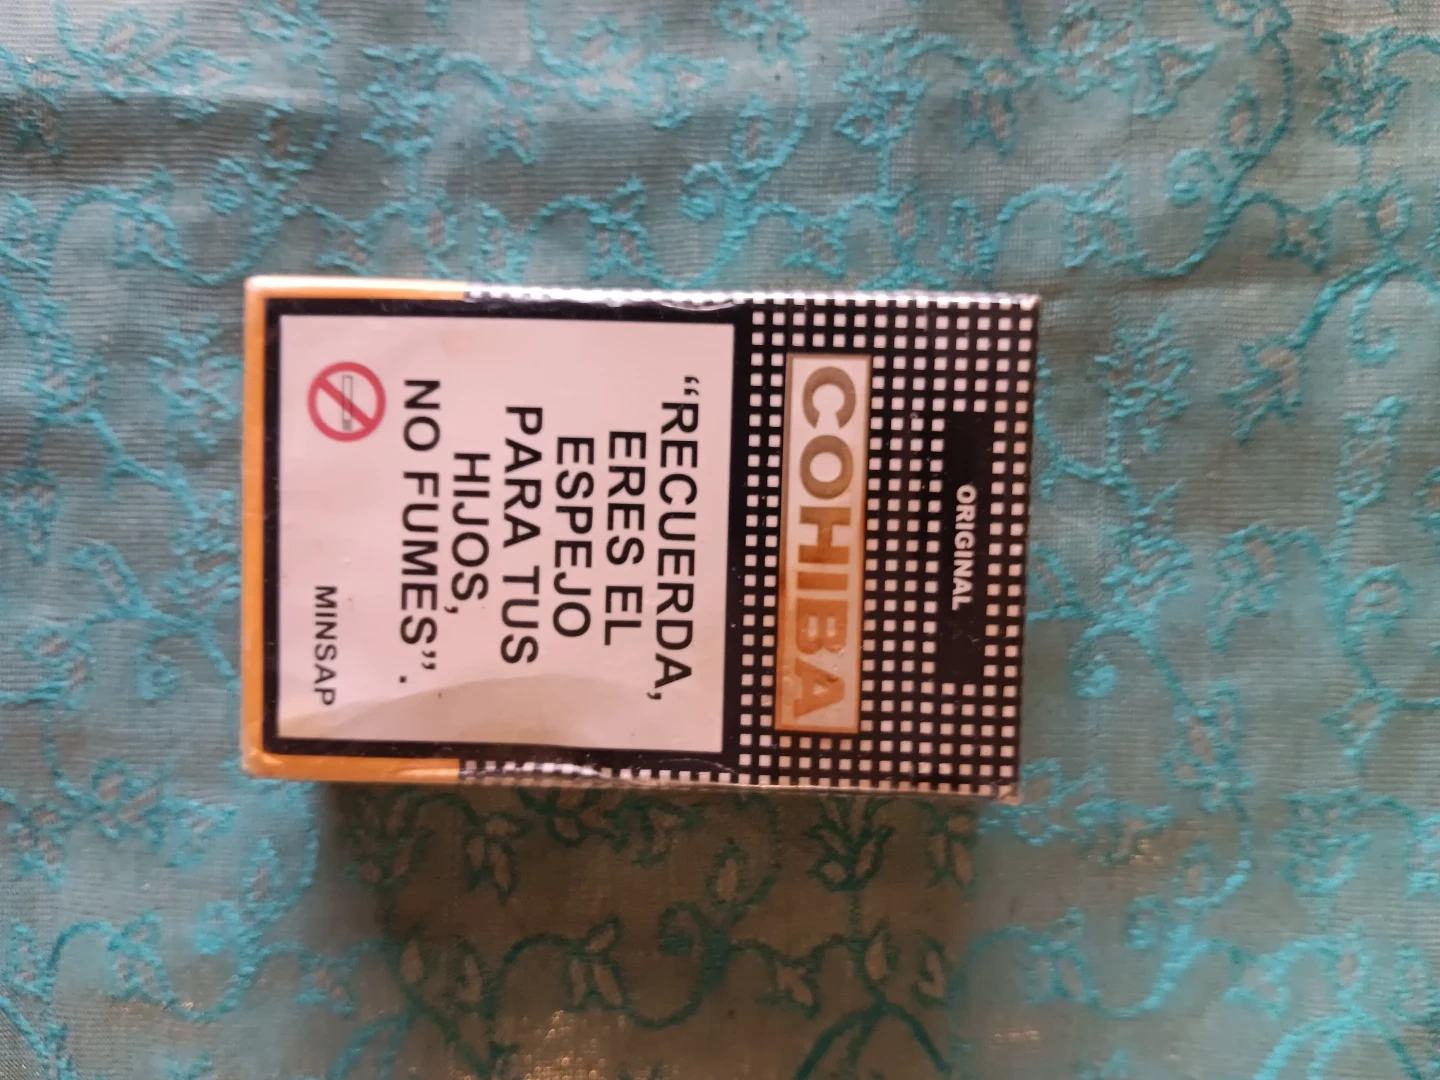 ORIGINAL
COHIBA
“RECUERDA,
ERES EL
ESPEJO
PARA TUS
HIJOS,
NO FUMES”.
MINSAP